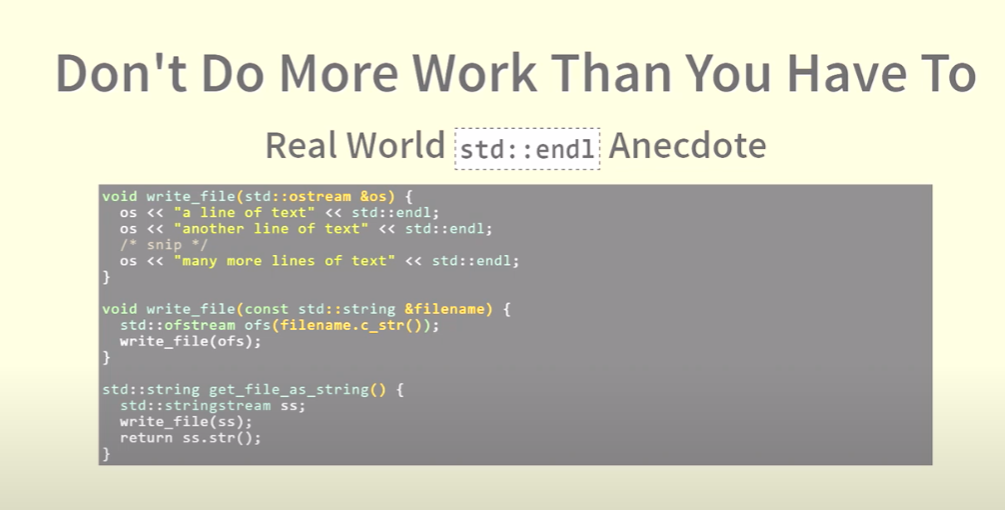 Don't Do More Work Than You Have To
Real World std::endl Anecdote
void write_file(std::ostream &os) {
  os << "a line of text" << std::endl;
  os << "another line of text" << std::endl;
  /* snip */
  os << "many more lines of text" << std::endl;
}
void write_file(const std::string &filename) {
  std::ofstream ofs(filename.c_str());
  write_file(ofs);
}
std::string get_file_as_string() {
  std::stringstream ss;
  write_file(ss);
  return ss.str();
}